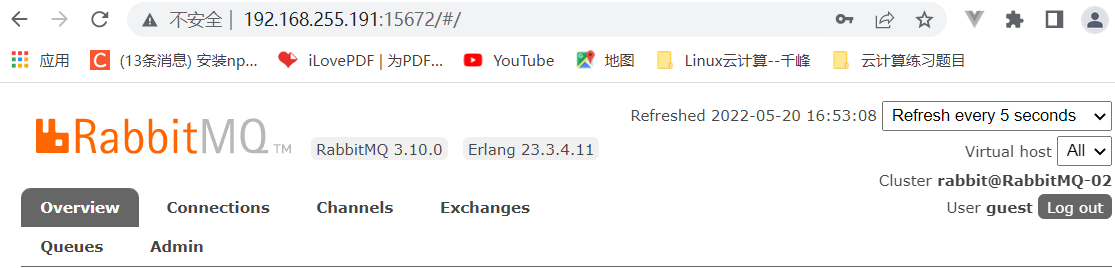 不安全 | 192.168.255.191:15672/#/
应用 (13条消息) 安装np... iLovePDF | 为PDF... YouTube 地图 Linux云计算--千峰 云计算练习题目
Refreshed 2022-05-20 16:53:08 Refresh every 5 seconds
RabbitMQ TM RabbitMQ 3.10.0 Erlang 23.3.4.11
Virtual host All
Cluster rabbit@RabbitMQ-02
User guest Log out
Overview Connections Channels Exchanges
Queues Admin